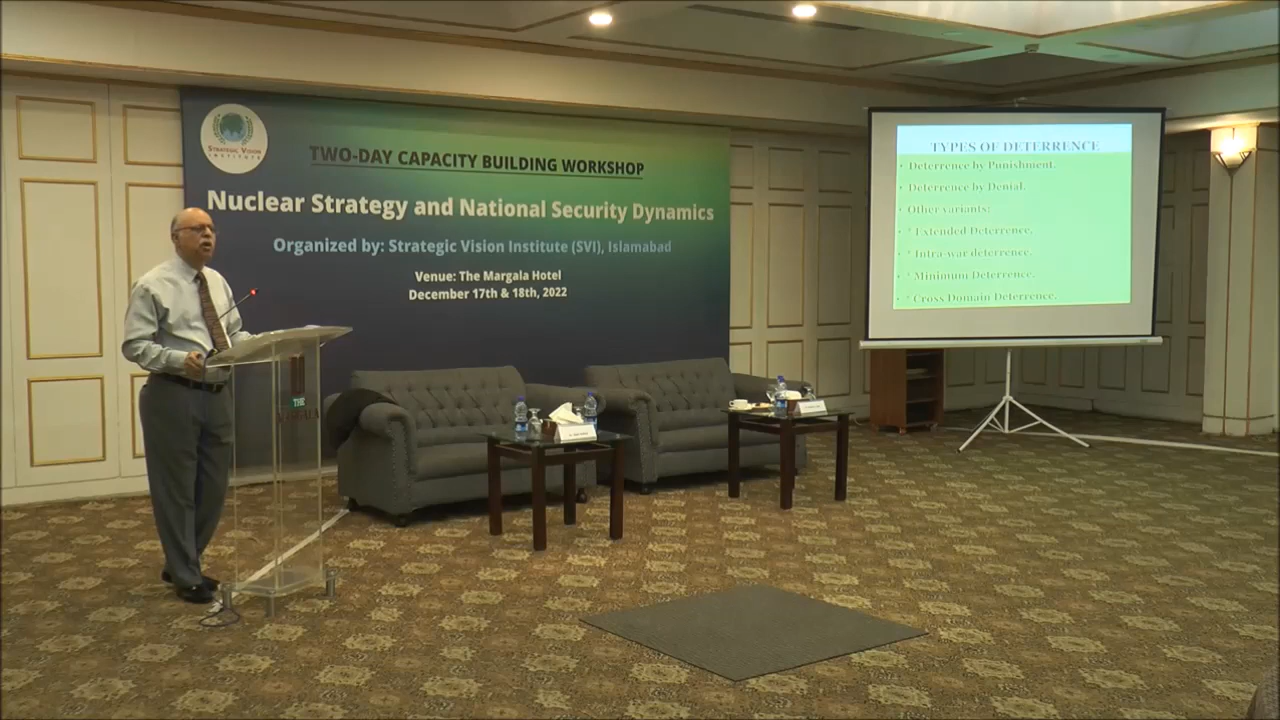 STRATEGIC VISION
INSTITUTE
TWO-DAY CAPACITY BUILDING WORKSHOP
Nuclear Strategy and National Security Dynamics
Organized by: Strategic Vision Institute (SVI), Islamabad
Venue: The Margala Hotel
December 17th & 18th, 2022
TYPES OF DETERRENCE
• Deterrence by Punishment.
• Deterrence by Denial.
• Other variants:
• * Extended Deterrence.
• * Intra-war deterrence.
• * Minimum Deterrence.
• * Cross Domain Deterrence.
THE